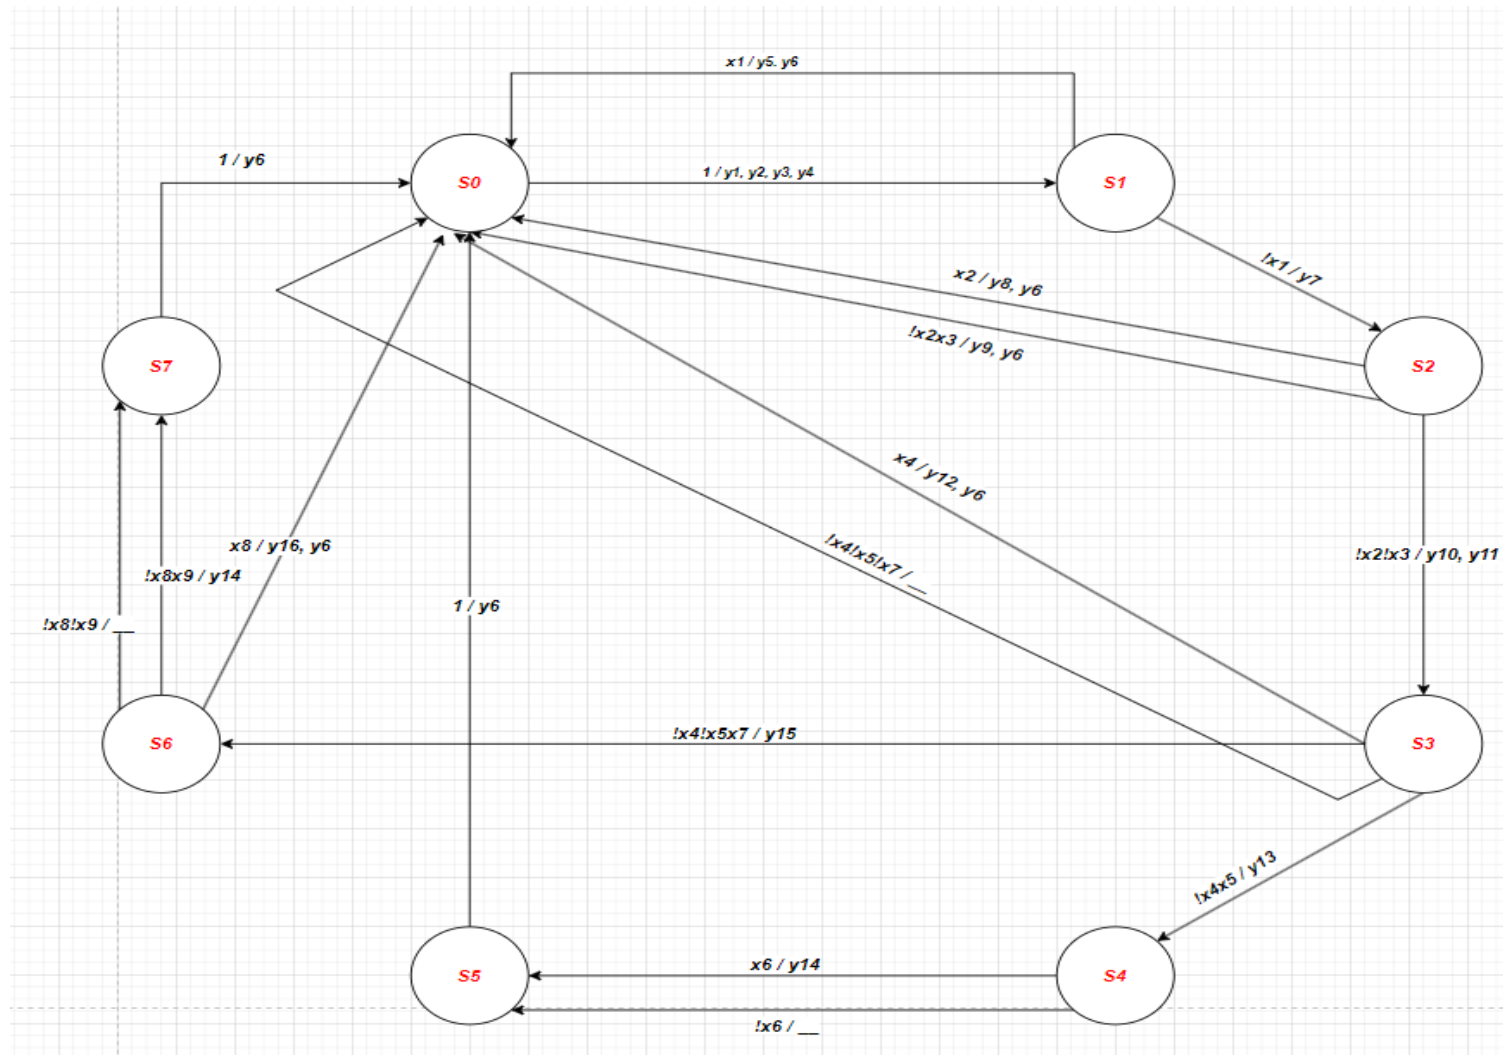 x1 / y5. y6
1 / y6
S0
1 / y1, y2, y3, y4
S1
!x1 / y7
x2 / y8, y6
!x2x3 / y9, y6
S7
S2
x4 / y12, y6
x8 / y16, y6
!x4!x5!x7 / __
!x2!x3 / y10, y11
!x8x9 / y14
1 / y6
!x8!x9 / __
!x4!x5x7 / y15
S6
S3
!x4x5 / y13
x6 / y14
S5
S4
!x6 / __